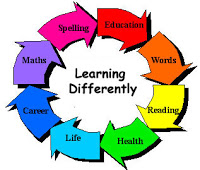 Spelling
Education
Words
Reading
Health
Life
Career
Maths
Learning
Differently